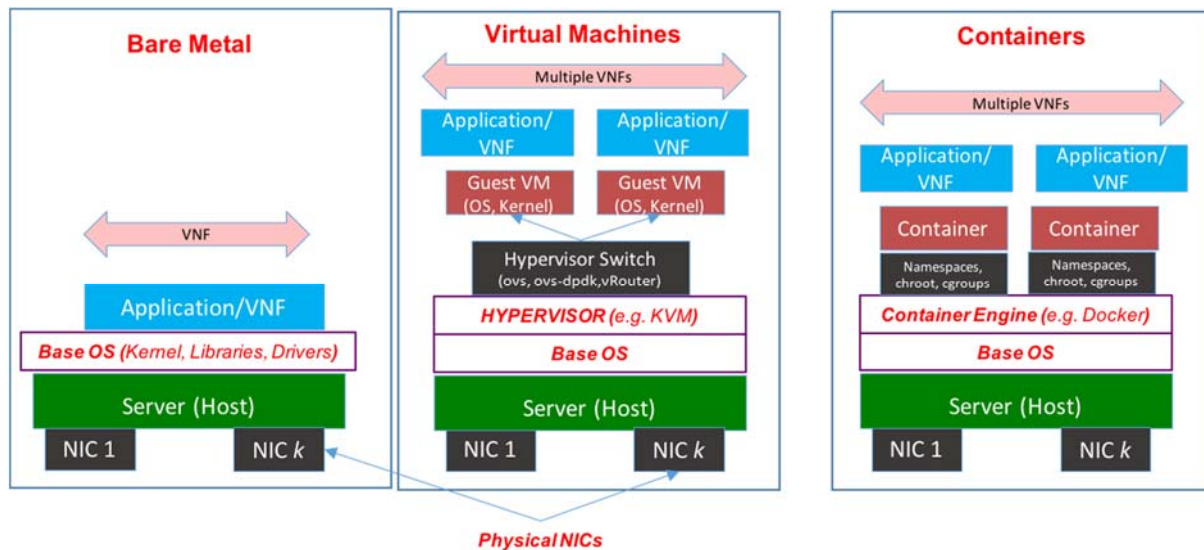 Bare Metal
VNF
Application/VNF
Base OS (Kernel, Libraries, Drivers)
Server (Host)
NIC 1
NIC k
Virtual Machines
Multiple VNFs
Application/
VNF
Application/
VNF
Guest VM
(OS, Kernel)
Guest VM
(OS, Kernel)
Hypervisor Switch
(ovs, ovs-dpdk,vRouter)
HYPERVISOR (e.g. KVM)
Base OS
Server (Host)
NIC 1
NIC k
Containers
Multiple VNFs
Application/
VNF
Application/
VNF
Container
Container
Namespaces,
chroot, cgroups
Namespaces,
chroot, cgroups
Container Engine (e.g. Docker)
Base OS
Server (Host)
NIC 1
NIC k
Physical NICs